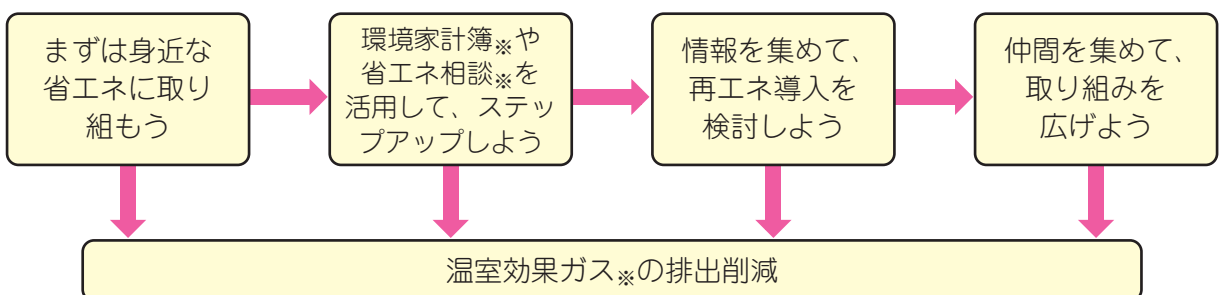 まずは身近な
省エネに取り
組もう
環境家計簿※や
省エネ相談※を
活用して、ステッ
プアップしよう
情報を集めて、
再エネ導入を
検討しよう
仲間を集めて、
取り組みを
広げよう
温室効果ガス※の排出削減